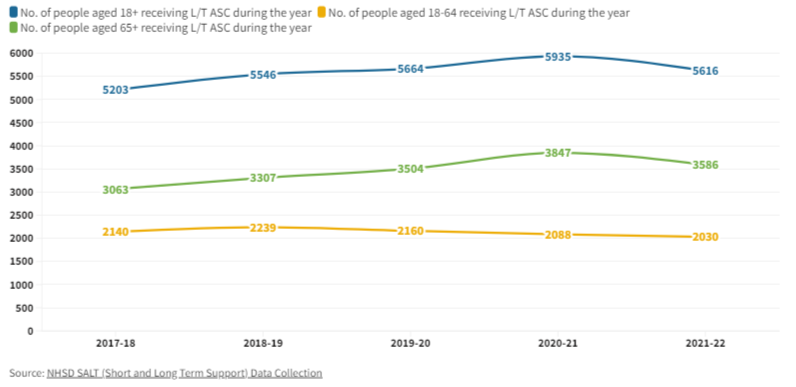 No. of people aged 18+ receiving L/T ASC during the year No. of people aged 18-64 receiving L/T ASC during the year
No. of people aged 65+ receiving L/T ASC during the year
6000
5500
5000
4500
4000
3500
3000
2500
2000
1500
1000
500
0
5203 5546 5664 5935 5616
3063 3307 3504 3847 3586
2140 2239 2160 2088 2030
2017-18 2018-19 2019-20 2020-21 2021-22
Source: NHSD SALT (Short and Long Term Support) Data Collection